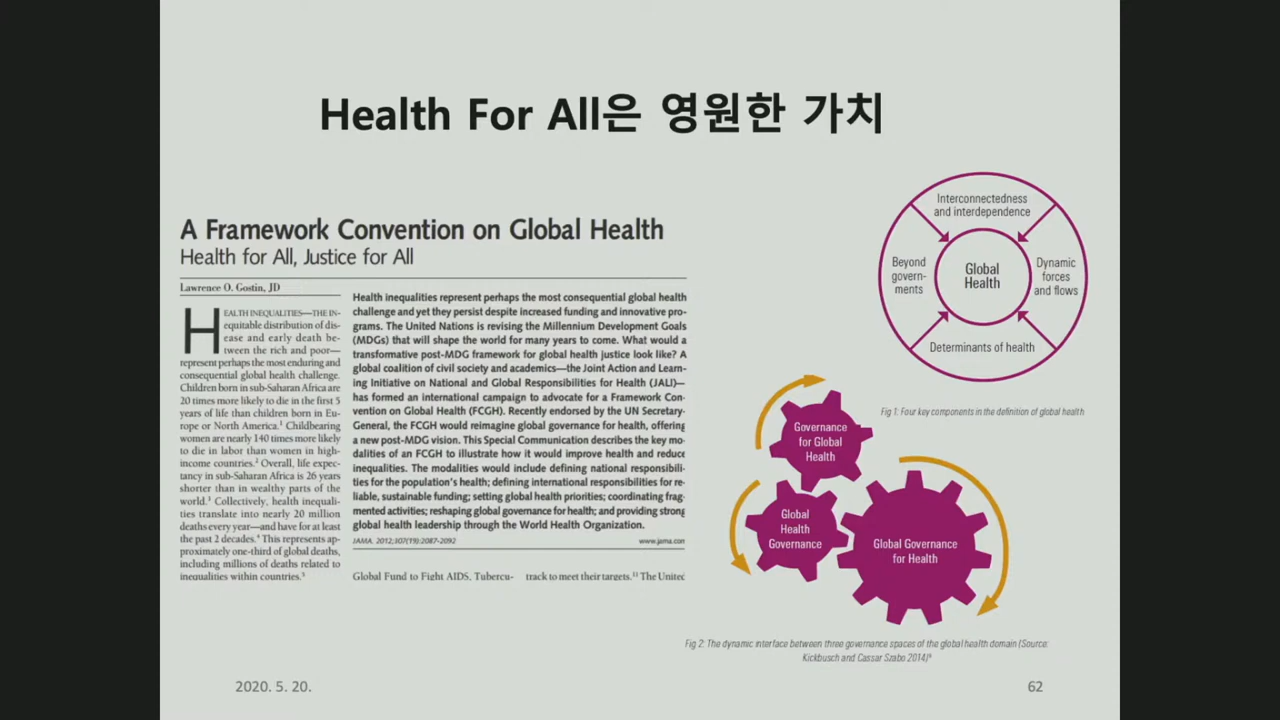 Health For All은 영원한 가치
A Framework Convention on Global Health
Health for All, Justice for All
Lawrence O. Gostin, JD
HEALTH INEQUALITIES—THE IN-
equitable distribution of dis-
ease and early death be-
tween the rich and poor—
represent perhaps the most enduring and
consequential global health challenge.
Children born in sub-Saharan Africa are
20 times more likely to die in the first 5
years of life than children born in Eu-
rope or North America.¹ Childbearing
women are nearly 140 times more likely
to die in labor than women in high-
income countries.² Overall, life expec-
tancy in sub-Saharan Africa is 26 years
shorter than in wealthy parts of the
world.³ Collectively, health inequali-
ties translate into nearly 20 million
deaths every year—and have for at least
the past 2 decades.⁴ This represents ap-
proximately one-third of global deaths,
including millions of deaths related to
inequalities within countries.⁵
Health inequalities represent perhaps the most consequential global health
challenge and yet they persist despite increased funding and innovative pro-
grams. The United Nations is revising the Millennium Development Goals
(MDGs) that will shape the world for many years to come. What would a
transformative post-MDG framework for global health justice look like? A
global coalition of civil society and academics—the Joint Action and Learn-
ing Initiative on National and Global Responsibilities for Health (JALI)—
has formed an international campaign to advocate for a Framework Con-
vention on Global Health (FCGH). Recently endorsed by the UN Secretary-
General, the FCGH would reimagine global governance for health, offering
a new post-MDG vision. This Special Communication describes the key mo-
dalities of an FCGH to illustrate how it would improve health and reduce
inequalities. The modalities would include defining national responsibili-
ties for the population's health; defining international responsibilities for re-
liable, sustainable funding; setting global health priorities; coordinating frag-
mented activities; reshaping global governance for health; and providing strong
global health leadership through the World Health Organization.
JAMA. 2012;307(19):2087-2092
www.jama.com
Global Fund to Fight AIDS, Tubercu-
track to meet their targets.¹¹ The United
Interconnectedness
and interdependence
Beyond
govern-
ments
Global
Health
Dynamic
forces
and flows
Determinants of health
Fig 1: Four key components in the definition of global health
Governance
for Global
Health
Global
Health
Governance
Global Governance
for Health
Fig 2: The dynamic interface between three governance spaces of the global health domain (Source:
Kickbusch and Cassar Szabo 2014)⁹
2020. 5. 20.
62